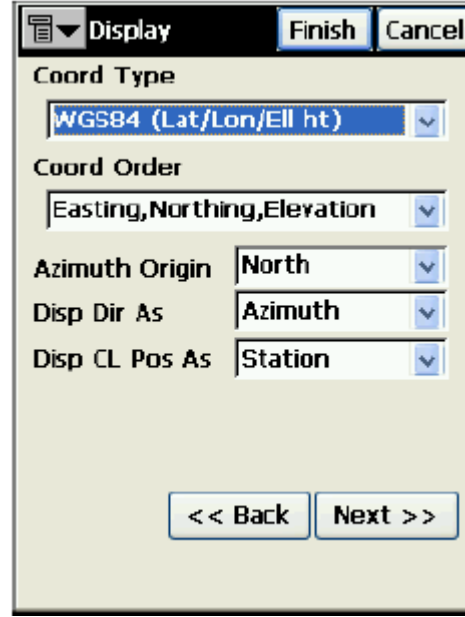 Display Finish Cancel
Coord Type
WGS84 (Lat/Lon/Ell ht)
Coord Order
Easting,Northing,Elevation
Azimuth Origin North
Disp Dir As Azimuth
Disp CL Pos As Station
<< Back Next >>